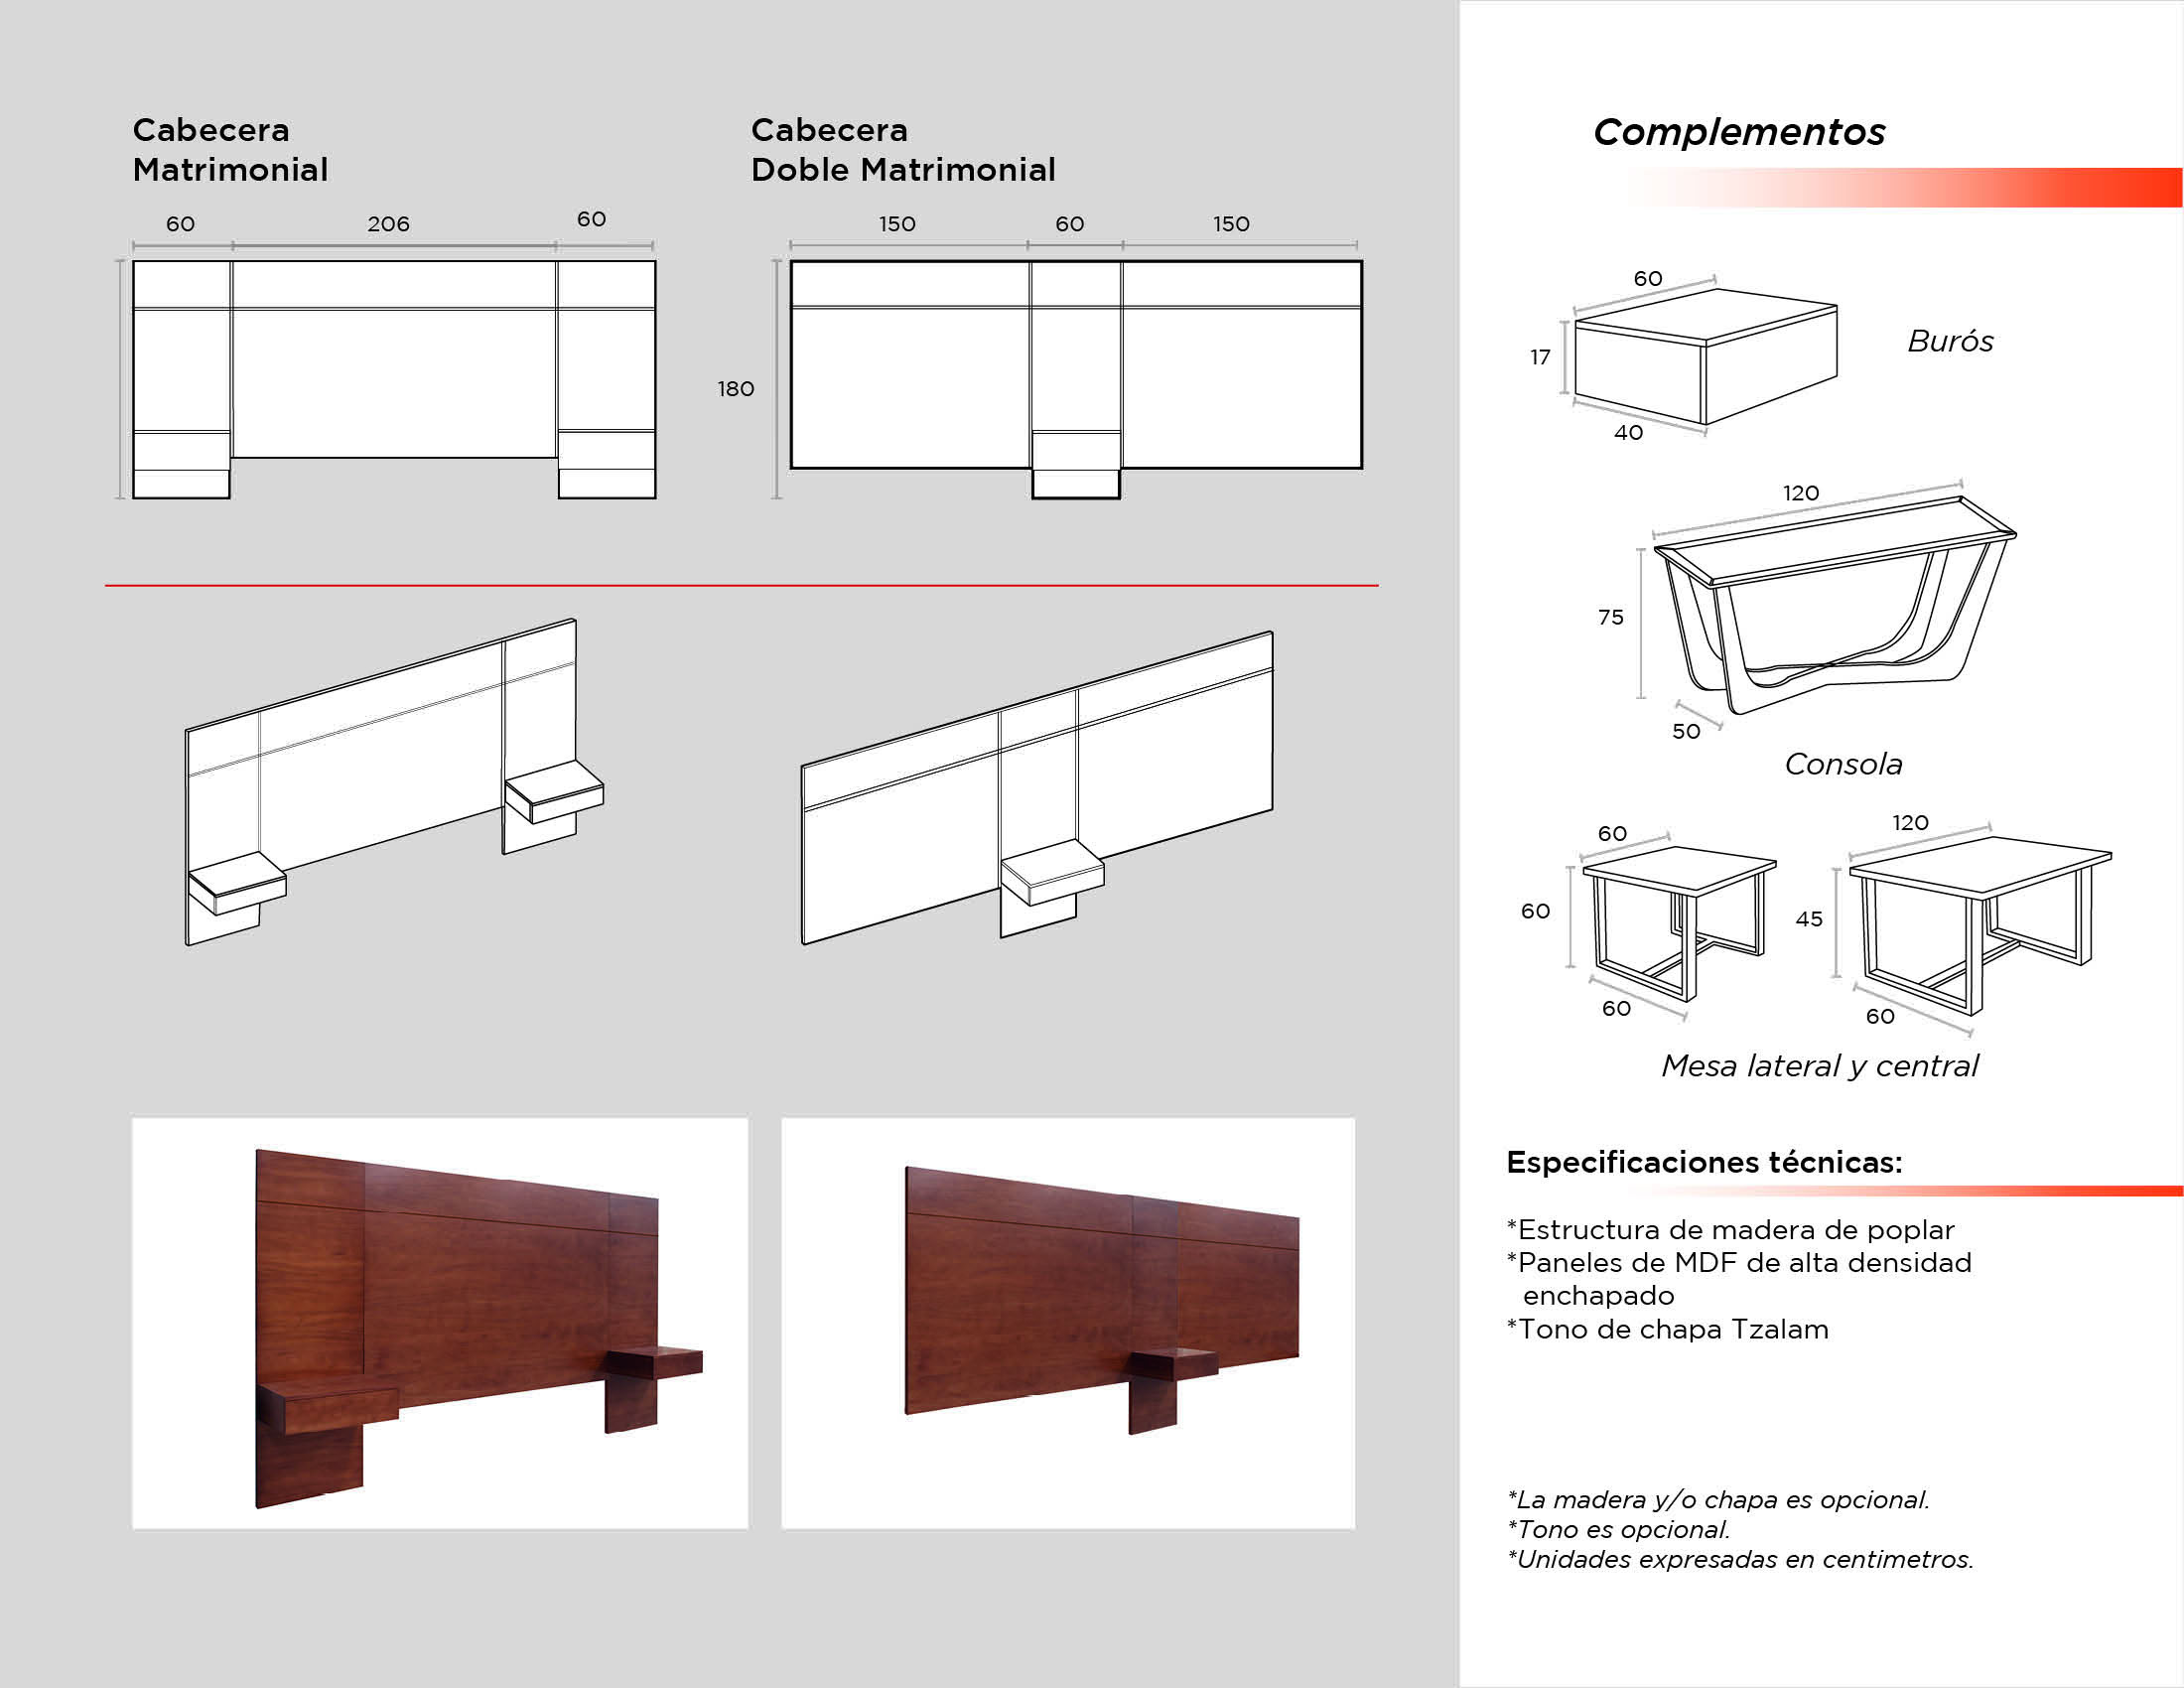 Cabecera
Matrimonial
60
206
60
Cabecera
Doble Matrimonial
150
60
150
180
Complementos
60
17
40
Burós
120
75
50
Consola
60
60
60
120
45
60
Mesa lateral y central
Especificaciones técnicas:
*Estructura de madera de poplar
*Paneles de MDF de alta densidad
enchapado
*Tono de chapa Tzalam
*La madera y/o chapa es opcional.
*Tono es opcional.
*Unidades expresadas en centimetros.